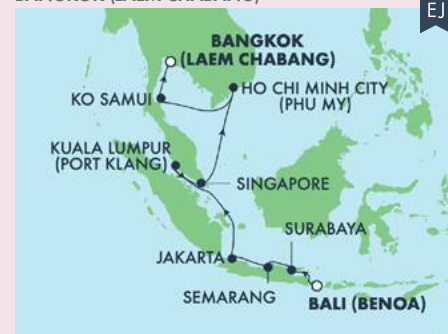 EJ
BANGKOK
(LAEM CHABANG)
KO SAMUI
HO CHI MINH CITY
(PHU MY)
KUALA LUMPUR
(PORT KLANG)
SINGAPORE
SURABAYA
JAKARTA
SEMARANG
BALI (BENOA)